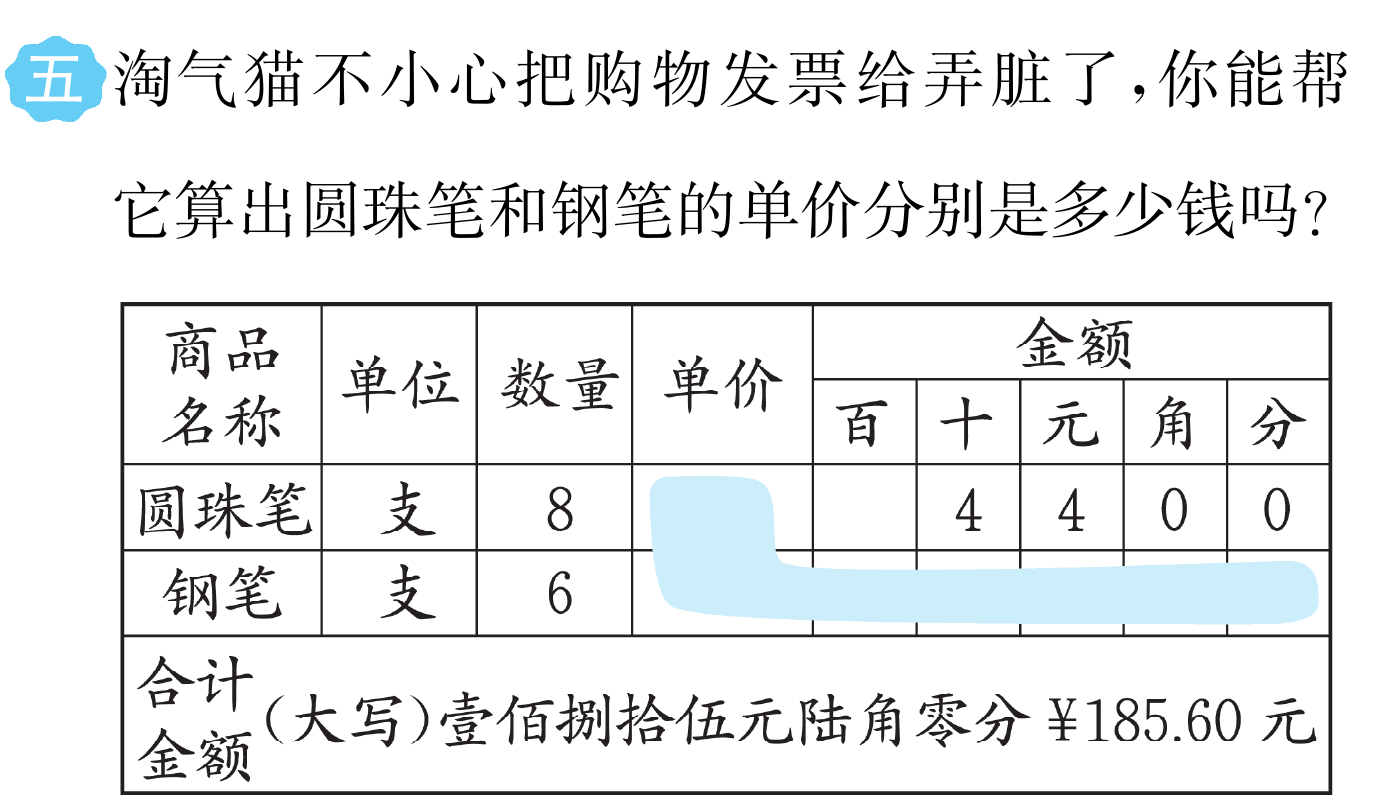 五 淘气猫不小心把购物发票给弄脏了,你能帮
它算出圆珠笔和钢笔的单价分别是多少钱吗?
商品名称 单位 数量 单价 金额
百 十 元 角 分
圆珠笔 支 8 4 4 0 0
钢笔 支 6
合计金额 (大写)壹佰捌拾伍元陆角零分 ¥185.60 元